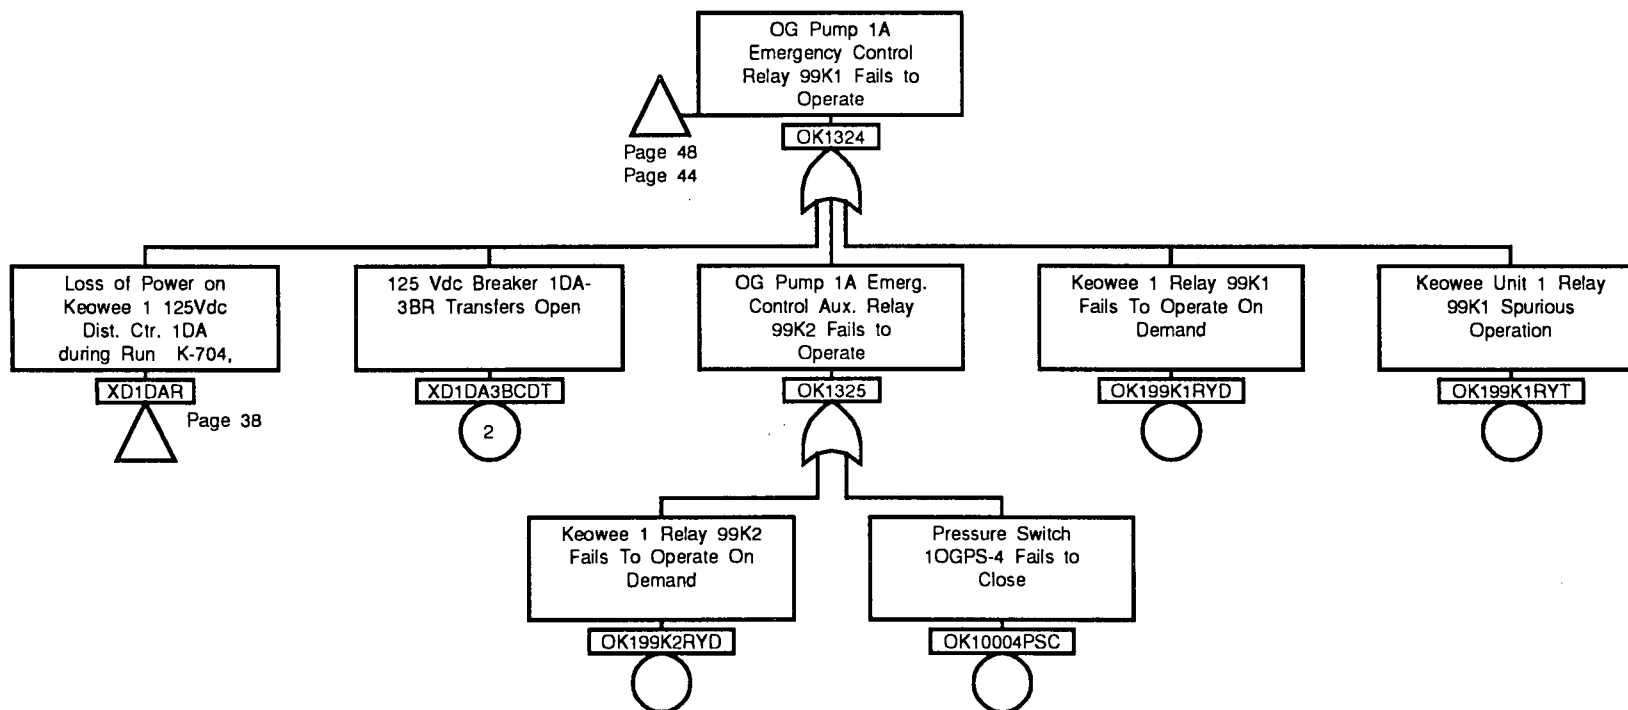 OG Pump 1A
Emergency Control
Relay 99K1 Fails to
Operate
OK1324
Page 48
Page 44
Loss of Power on
Keowee 1 125Vdc
Dist. Ctr. 1DA
during Run K-704,
XD1DAR
Page 38
125 Vdc Breaker 1DA-
3BR Transfers Open
XD1DA3BCDT
2
OG Pump 1A Emerg.
Control Aux. Relay
99K2 Fails to
Operate
OK1325
Keowee 1 Relay 99K1
Fails To Operate On
Demand
OK199K1RYD
Keowee Unit 1 Relay
99K1 Spurious
Operation
OK199K1RYT
Keowee 1 Relay 99K2
Fails To Operate On
Demand
OK199K2RYD
Pressure Switch
1OGPS-4 Fails to
Close
OK10004PSC